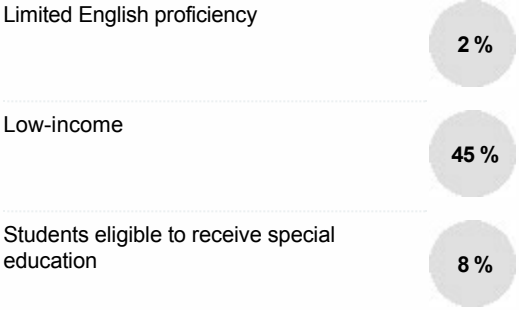 Limited English proficiency
2 %
Low-income
45 %
Students eligible to receive special
education
8 %